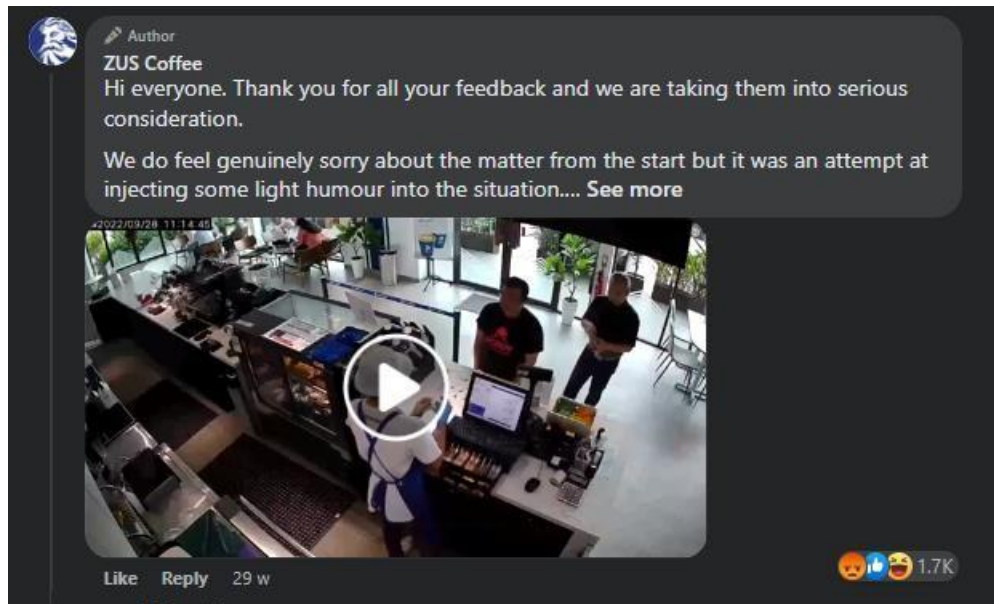 Author
ZUS Coffee
Hi everyone. Thank you for all your feedback and we are taking them into serious
consideration.
We do feel genuinely sorry about the matter from the start but it was an attempt at
injecting some light humour into the situation.... See more
2022/09/28 11:14:45
Like Reply 29 w
1.7K